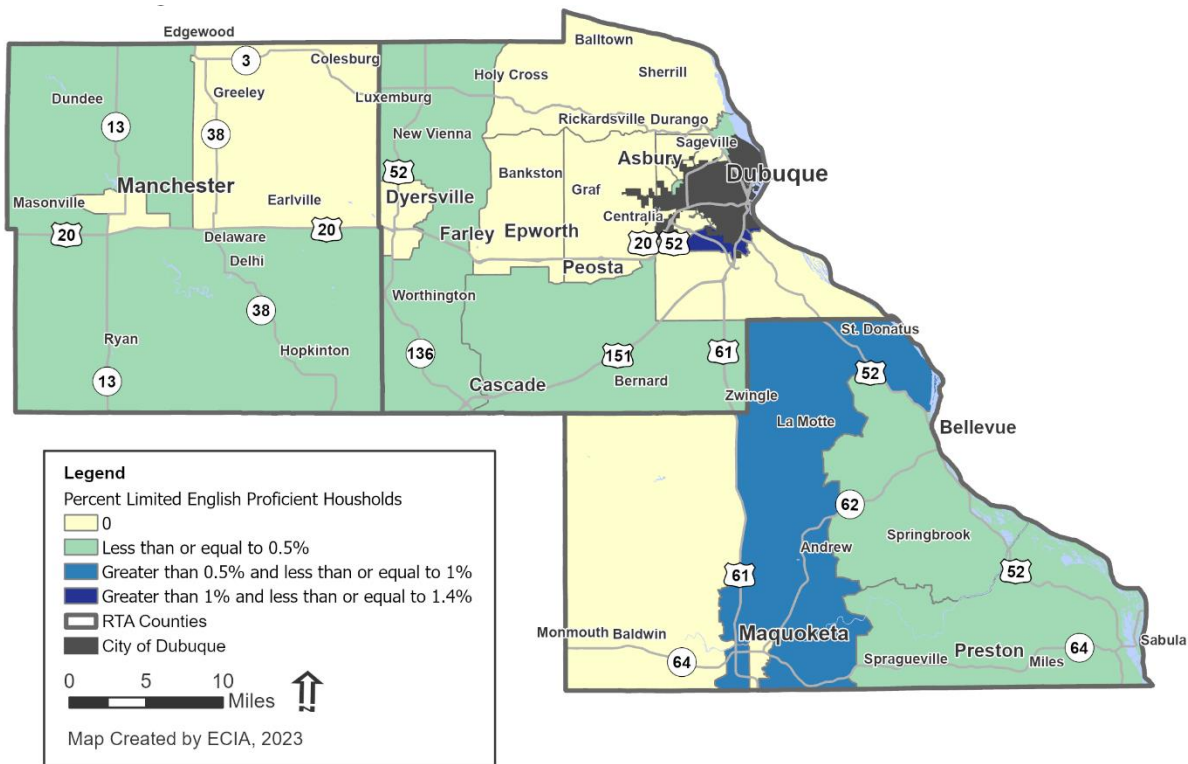 Edgewood
Balltown
3
Colesburg
Holy Cross
Sherrill
Dundee
Greeley
Luxemburg
13
38
New Vienna
Rickardsville
Durango
Sageville
52
Asbury
Manchester
Bankston
Dubuque
Dyersville
Graf
Masonville
Earlville
Centralia
20
Delaware
20
Farley
Epworth
20
52
Delhi
Peosta
Worthington
38
Ryan
St. Donatus
Hopkinton
136
151
61
13
Cascade
Bernard
52
Zwingle
La Motte
Bellevue
62
Springbrook
Andrew
61
52
Monmouth
Baldwin
Maquoketa
Sabula
64
Spragueville
Preston
Miles
64
Legend
Percent Limited English Proficient Housholds
0
Less than or equal to 0.5%
Greater than 0.5% and less than or equal to 1%
Greater than 1% and less than or equal to 1.4%
RTA Counties
City of Dubuque
0 5 10
Miles
N
Map Created by ECIA, 2023